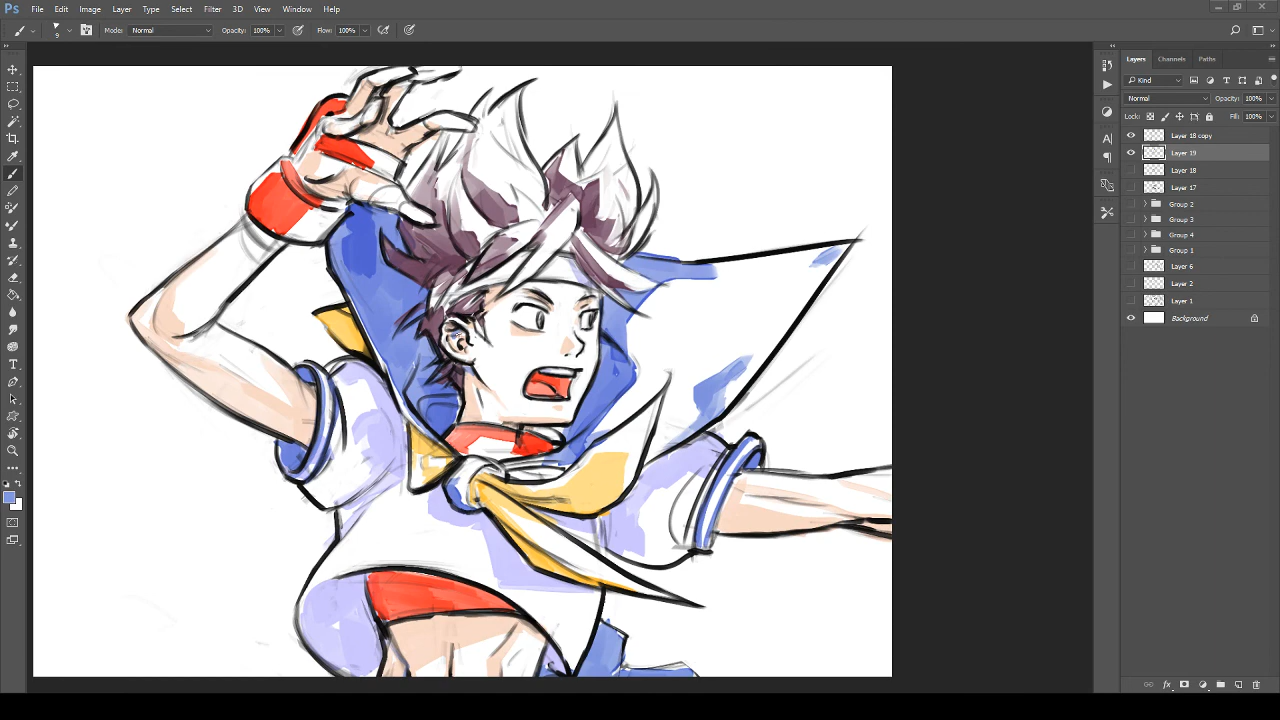 Ps File Edit Image Layer Type Select Filter 3D View Window Help
9 Mode: Normal Opacity: 100% Flow: 100%
Layers Channels Paths
Kind
Normal Opacity: 100%
Lock: Fill: 100%
Layer 18 copy
Layer 19
Layer 18
Layer 17
Group 2
Group 3
Group 4
Group 1
Layer 6
Layer 2
Layer 1
Background